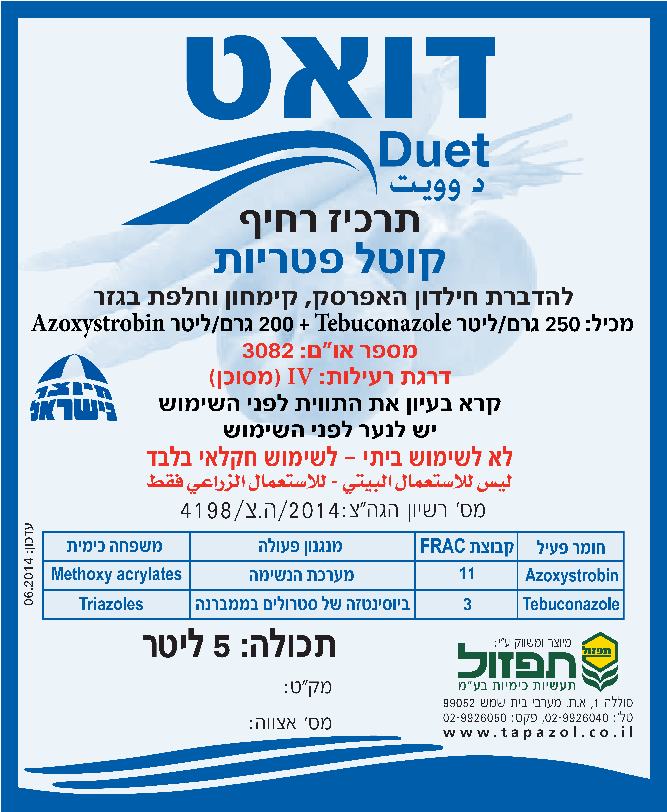 דואט
Duet
د وويت
תרכיז רחיף
קוטל פטריות
להדברת חילדון האפרסק, קימחון וחלפת בגזר
מכיל: 250 גרם/ליטר Tebuconazole + 200 גרם/ליטר Azoxystrobin
מספר או"ם: 3082
דרגת רעילות: IV (מסוכן)
קרא בעיון את התווית לפני השימוש
יש לנער לפני השימוש
לא לשימוש ביתי – לשימוש חקלאי בלבד
ليس للاستعمال البيتي - للاستعمال الزراعي فقط
מס' רשיון הגה"צ: 2014/ה.צ/4198
תוצר
ישראל
עדכון: 06.2014
חומר פעיל קבוצת FRAC מנגנון פעולה משפחה כימית
Azoxystrobin 11 מערכת הנשימה Methoxy acrylates
Tebuconazole 3 ביוסינטזה של סטרולים בממברנה Triazoles
תכולה: 5 ליטר
מק"ט:
מס' אצווה:
מיוצר ומשווק ע"י:
תפזול
תפזול
תעשיות כימיות בע"מ
סוללה 1, א.ת. מערבי בית שמש 99052
טל': 02-9926040, פקס: 02-9926050
www.tapazol.co.il